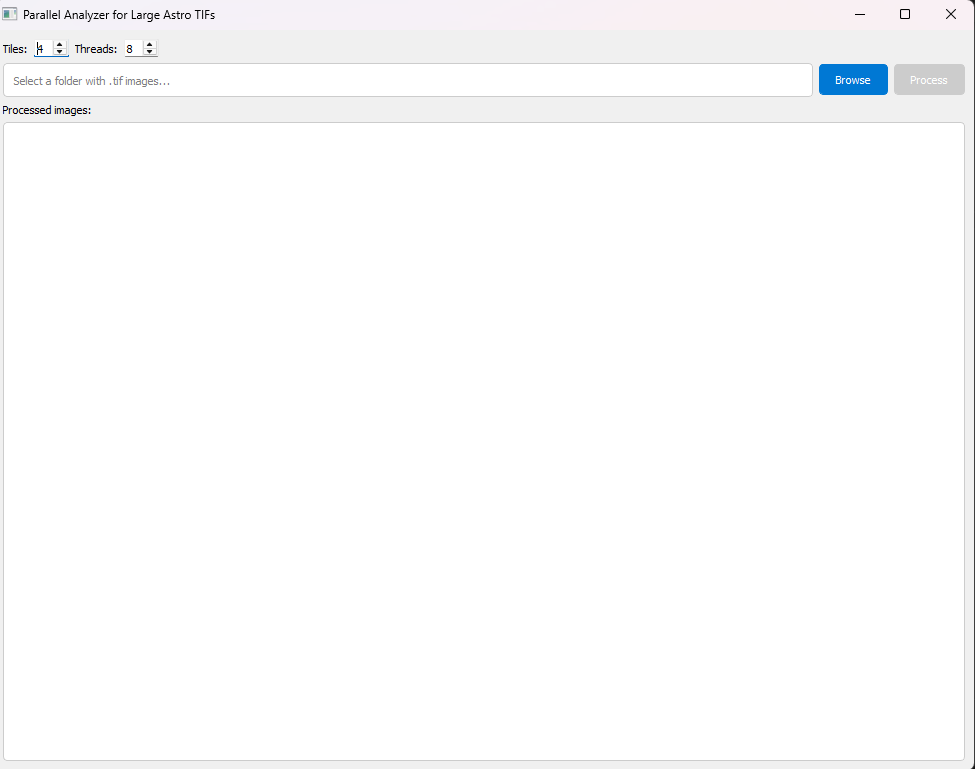 Parallel Analyzer for Large Astro TIFs
Tiles: 4 Threads: 8
Select a folder with .tif images... Browse Process
Processed images: